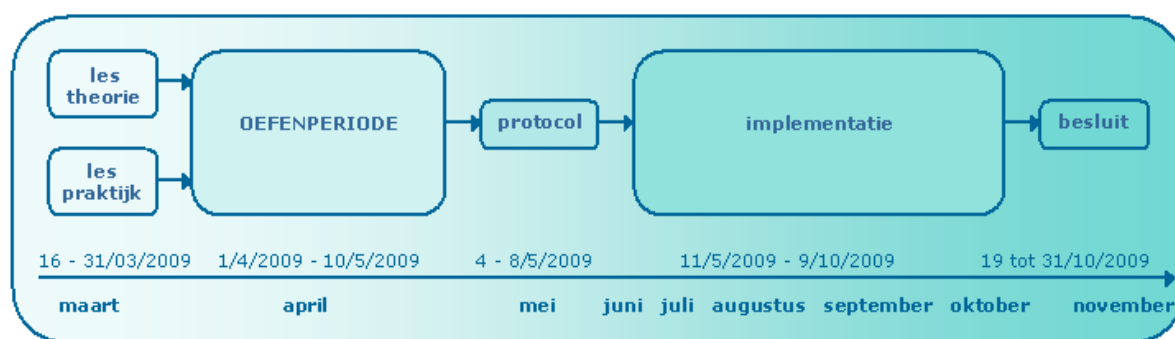 les
theorie
OEFENPERIODE
protocol
implementatie
besluit
les
praktijk
16 - 31/03/2009 1/4/2009 - 10/5/2009 4 - 8/5/2009 11/5/2009 - 9/10/2009 19 tot 31/10/2009
maart april mei juni juli augustus september oktober november